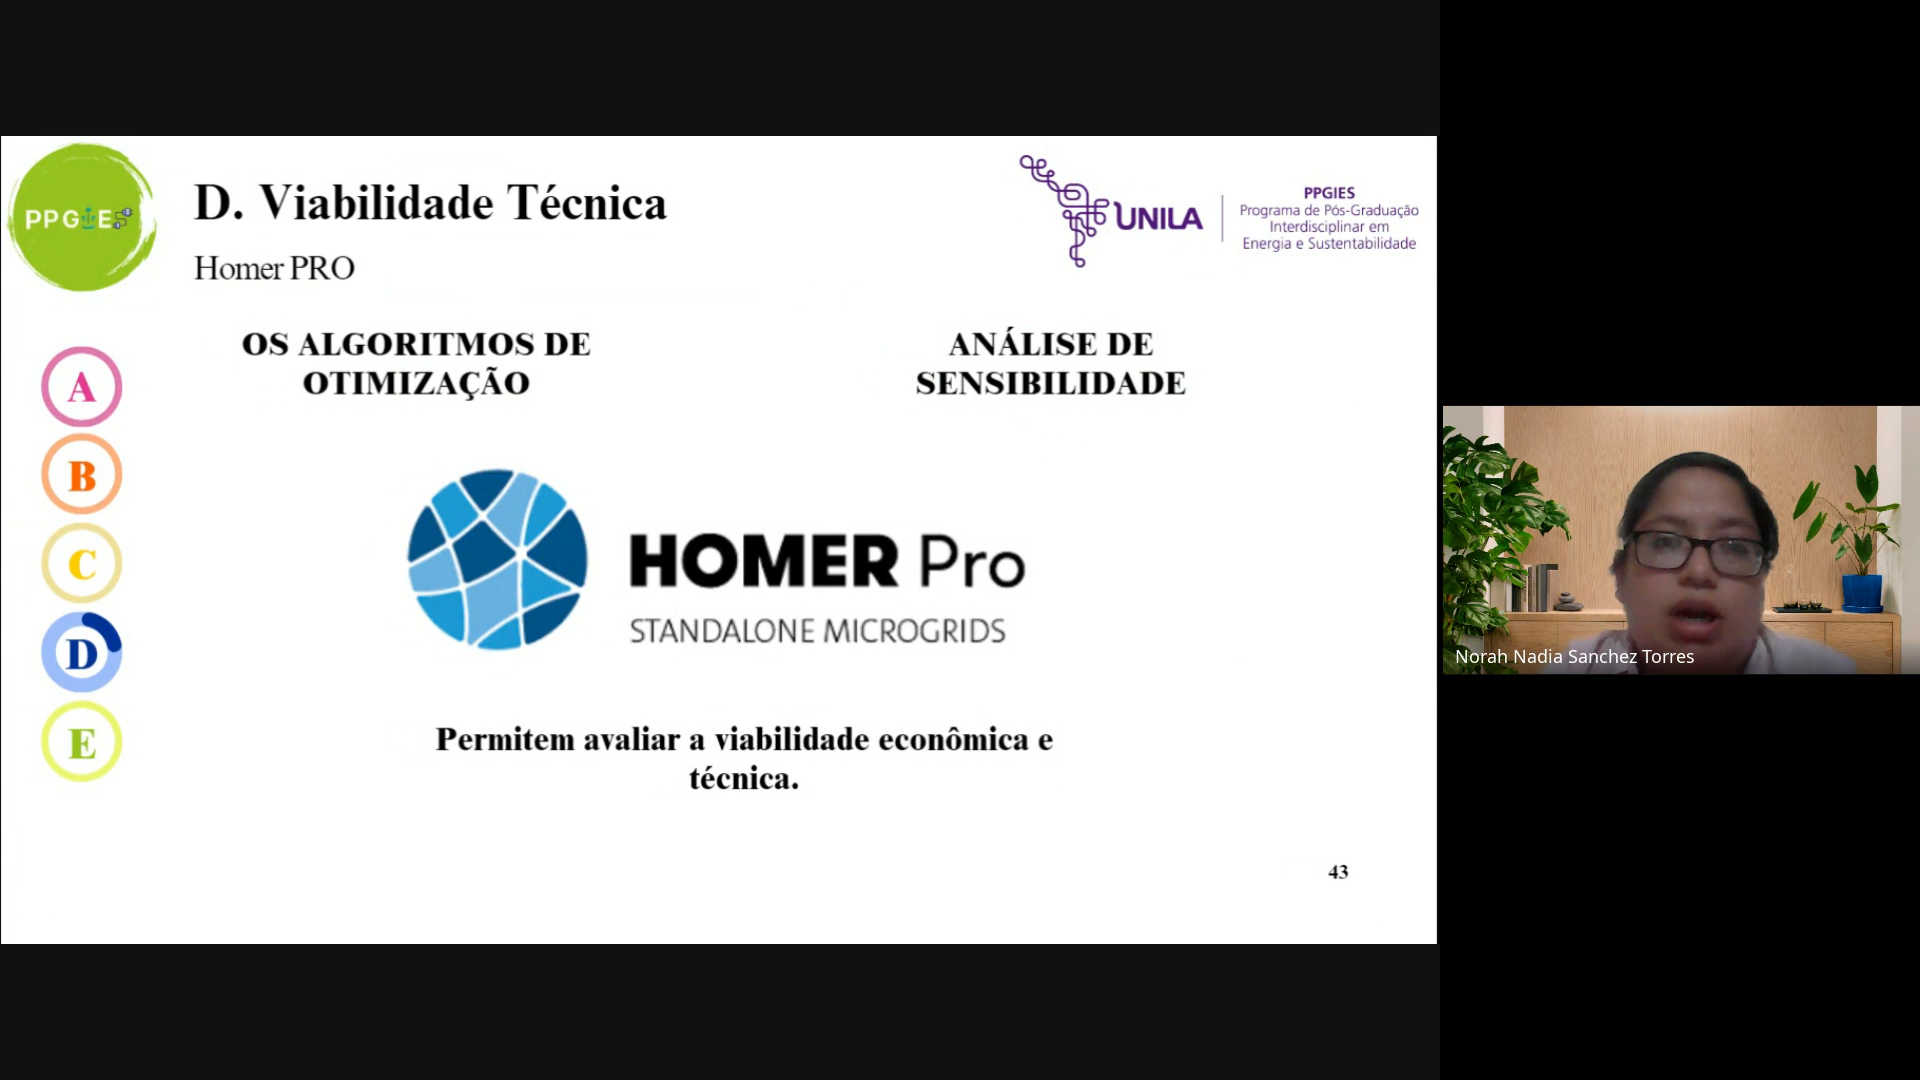 PPGIES
D. Viabilidade Técnica
Homer PRO
UNILA
PPGIES
Programa de Pós-Graduação
Interdisciplinar em
Energia e Sustentabilidade
OS ALGORITMOS DE
OTIMIZAÇÃO
ANÁLISE DE
SENSIBILIDADE
A
B
C
D
E
HOMER Pro
STANDALONE MICROGRIDS
Permitem avaliar a viabilidade econômica e
técnica.
43
Norah Nadia Sanchez Torres